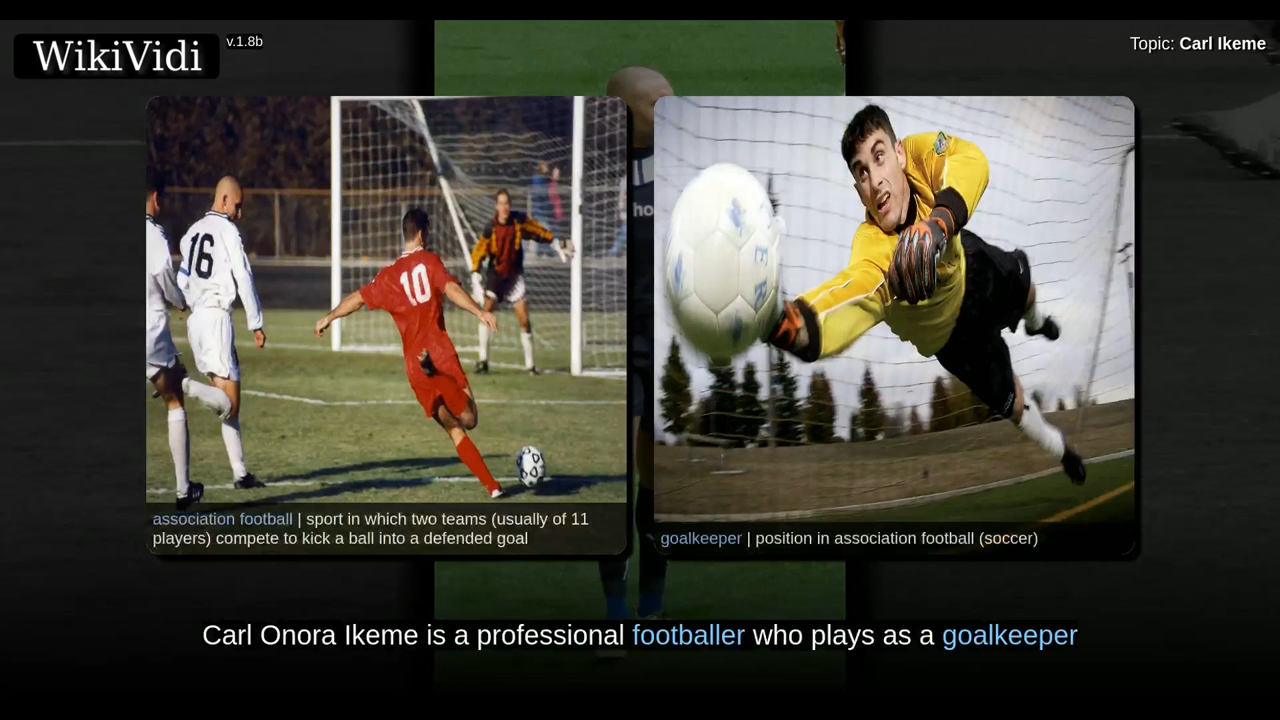 WikiVidi v.1.8b
Topic: Carl Ikeme
16
10
ho
association football | sport in which two teams (usually of 11
players) compete to kick a ball into a defended goal
goalkeeper | position in association football (soccer)
Carl Onora Ikeme is a professional footballer who plays as a goalkeeper